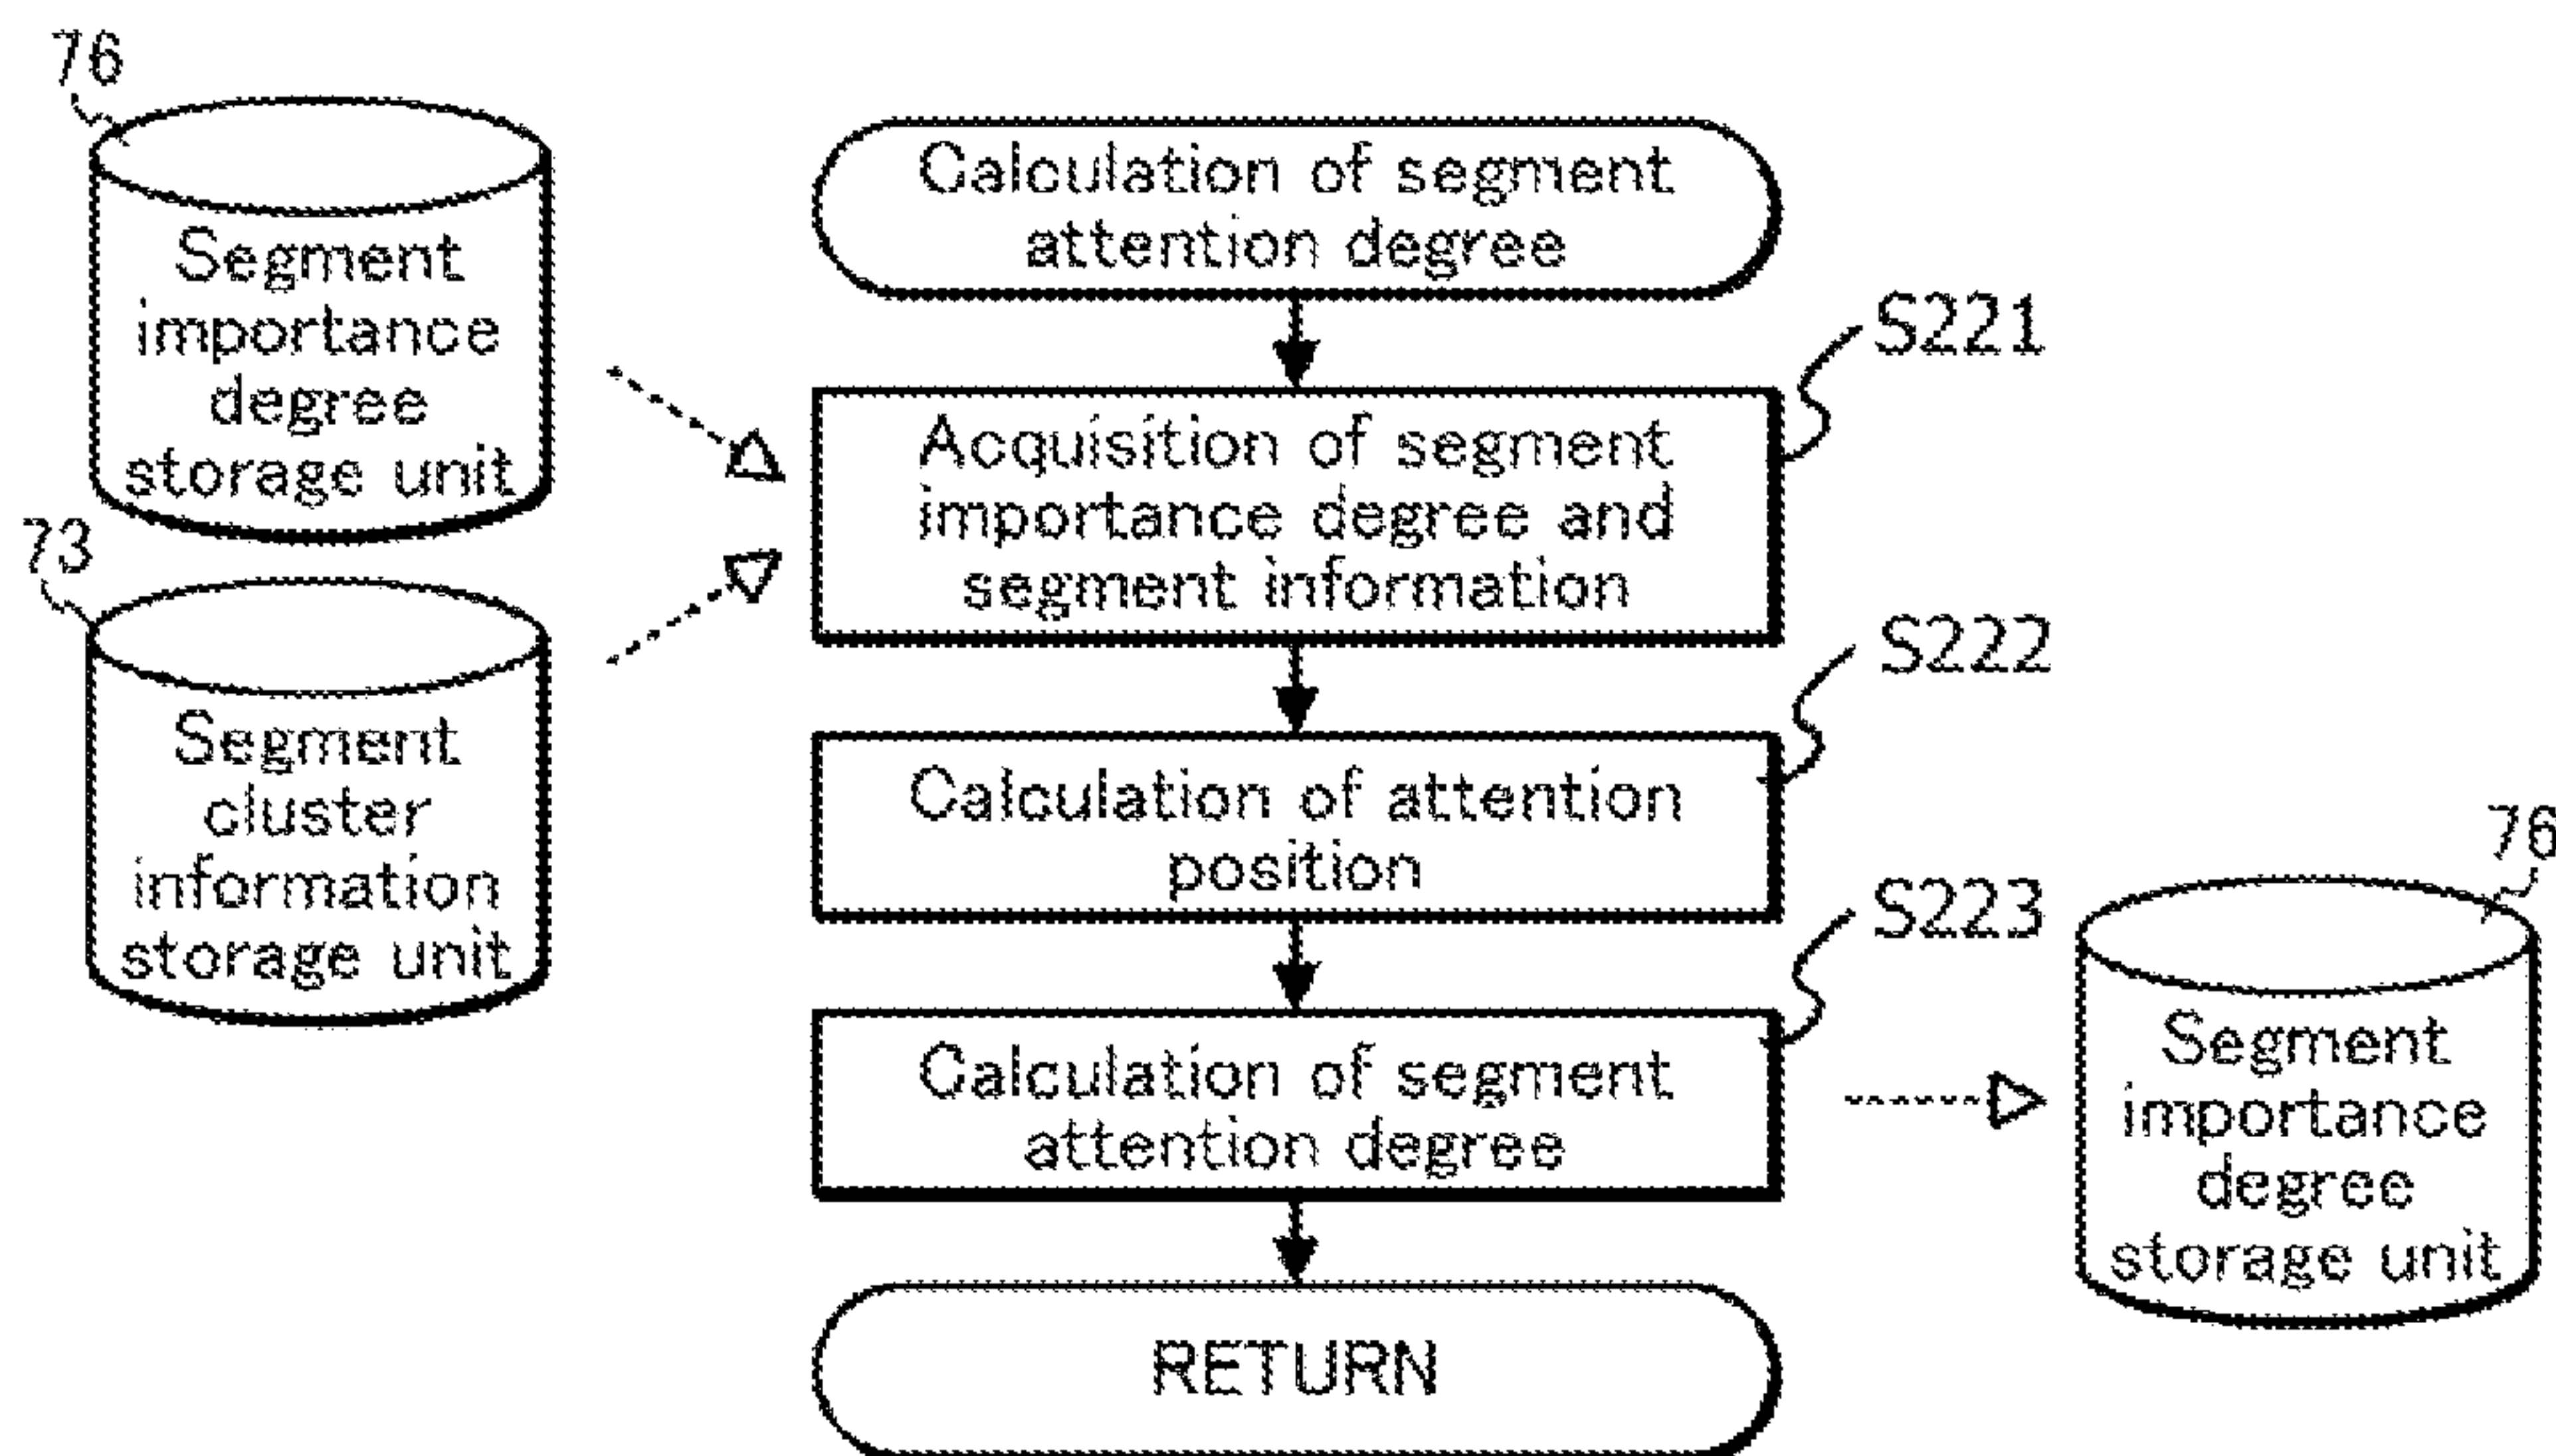 76
Segment
importance
degree
storage unit
73
Segment
cluster
information
storage unit
Calculation of segment
attention degree
S221
Acquisition of segment
importance degree and
segment information
S222
Calculation of attention
position
S223
Calculation of segment
attention degree
RETURN
76
Segment
importance
degree
storage unit